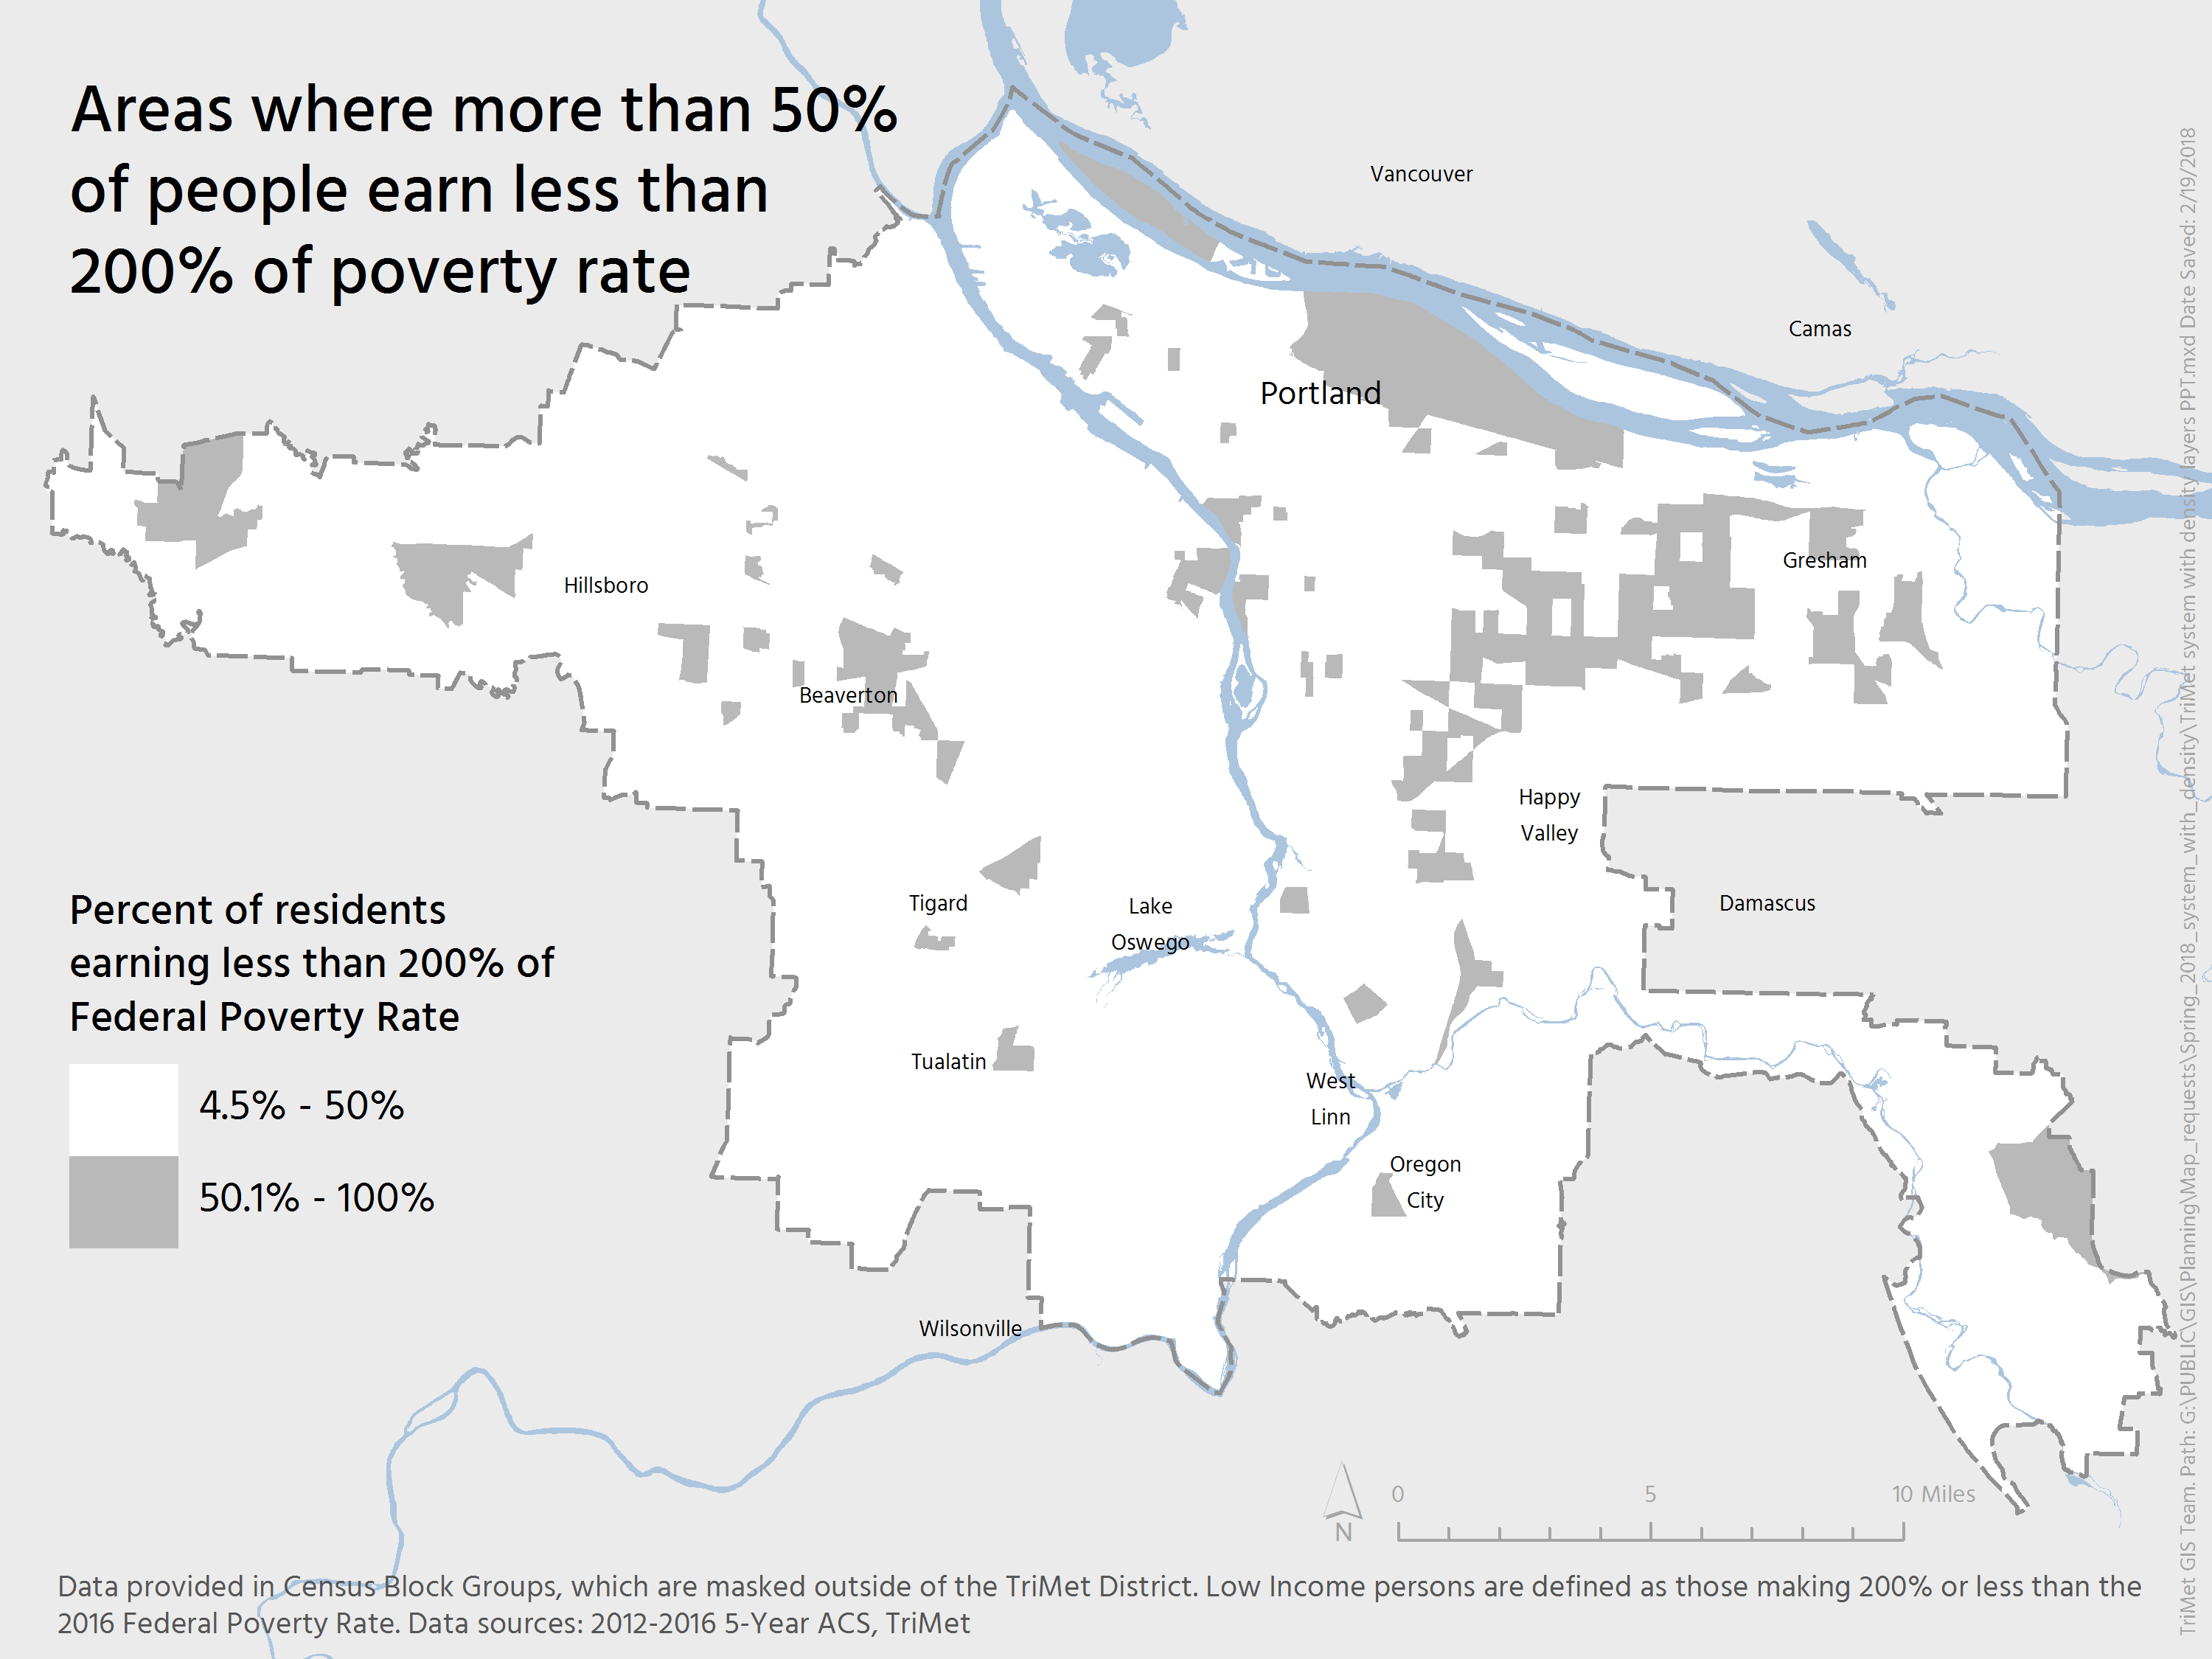 Areas where more than 50%
of people earn less than
200% of poverty rate
Vancouver
Camas
Portland
Gresham
Hillsboro
Beaverton
Happy
Valley
Tigard
Lake
Oswego
Damascus
Tualatin
West
Linn
Oregon
City
Wilsonville
Percent of residents
earning less than 200% of
Federal Poverty Rate
4.5% - 50%
50.1% - 100%
0 5 10 Miles
N
Data provided in Census Block Groups, which are masked outside of the TriMet District. Low Income persons are defined as those making 200% or less than the
2016 Federal Poverty Rate. Data sources: 2012-2016 5-Year ACS, TriMet
TriMet GIS Team. Path: G:\PUBLIC\GIS\Planning\Map_requests\Spring_2018_system_with_density\TriMet system with density layers PPT.mxd Date Saved: 2/19/2018